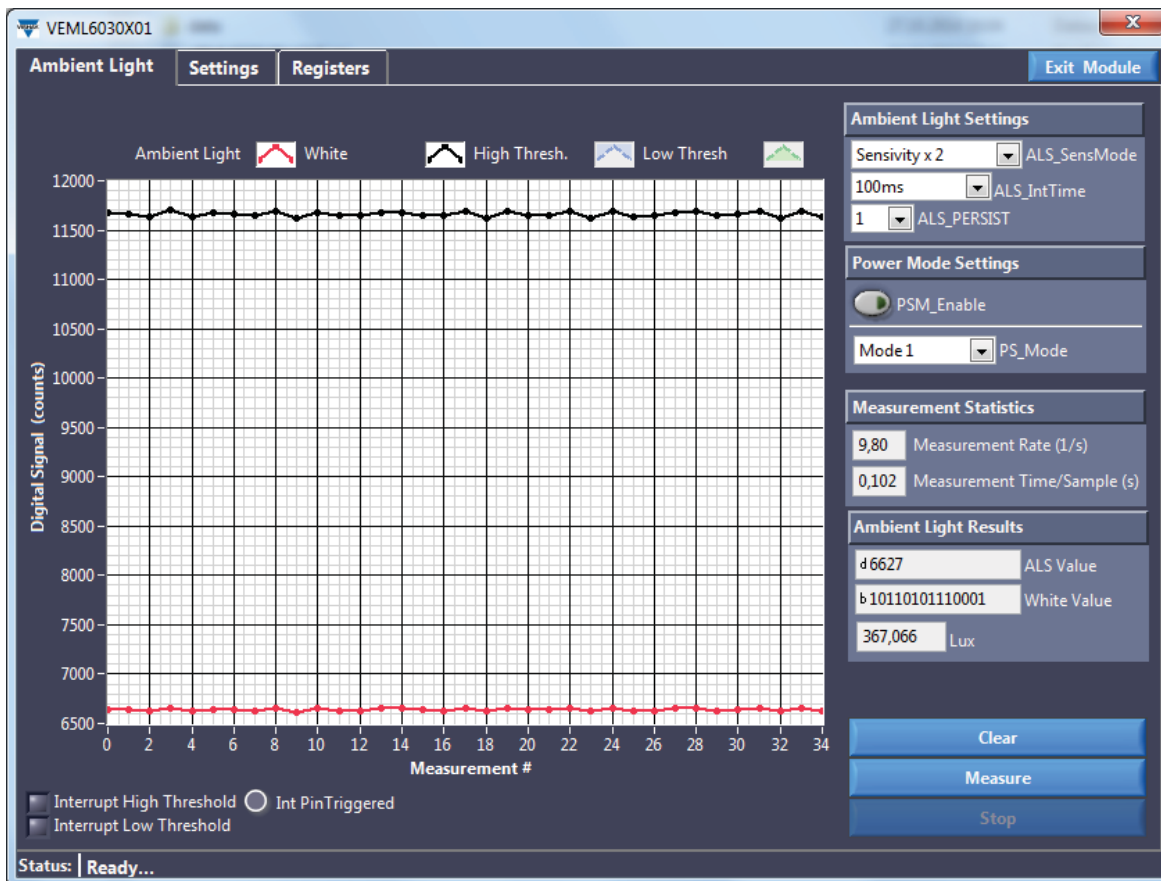 VEML6030X01
Ambient Light Settings Registers Exit Module
Ambient Light White High Thresh. Low Thresh
12000
11500
11000
10500
10000
9500
9000
8500
8000
7500
7000
6500
Digital Signal (counts)
0 2 4 6 8 10 12 14 16 18 20 22 24 26 28 30 32 34
Measurement #
Interrupt High Threshold Int PinTriggered
Interrupt Low Threshold
Ambient Light Settings
Sensivity x 2 ALS_SensMode
100ms ALS_IntTime
1 ALS_PERSIST
Power Mode Settings
PSM_Enable
Mode 1 PS_Mode
Measurement Statistics
9,80 Measurement Rate (1/s)
0,102 Measurement Time/Sample (s)
Ambient Light Results
d 6627 ALS Value
b 10110101110001 White Value
367,066 Lux
Clear
Measure
Stop
Status: Ready...